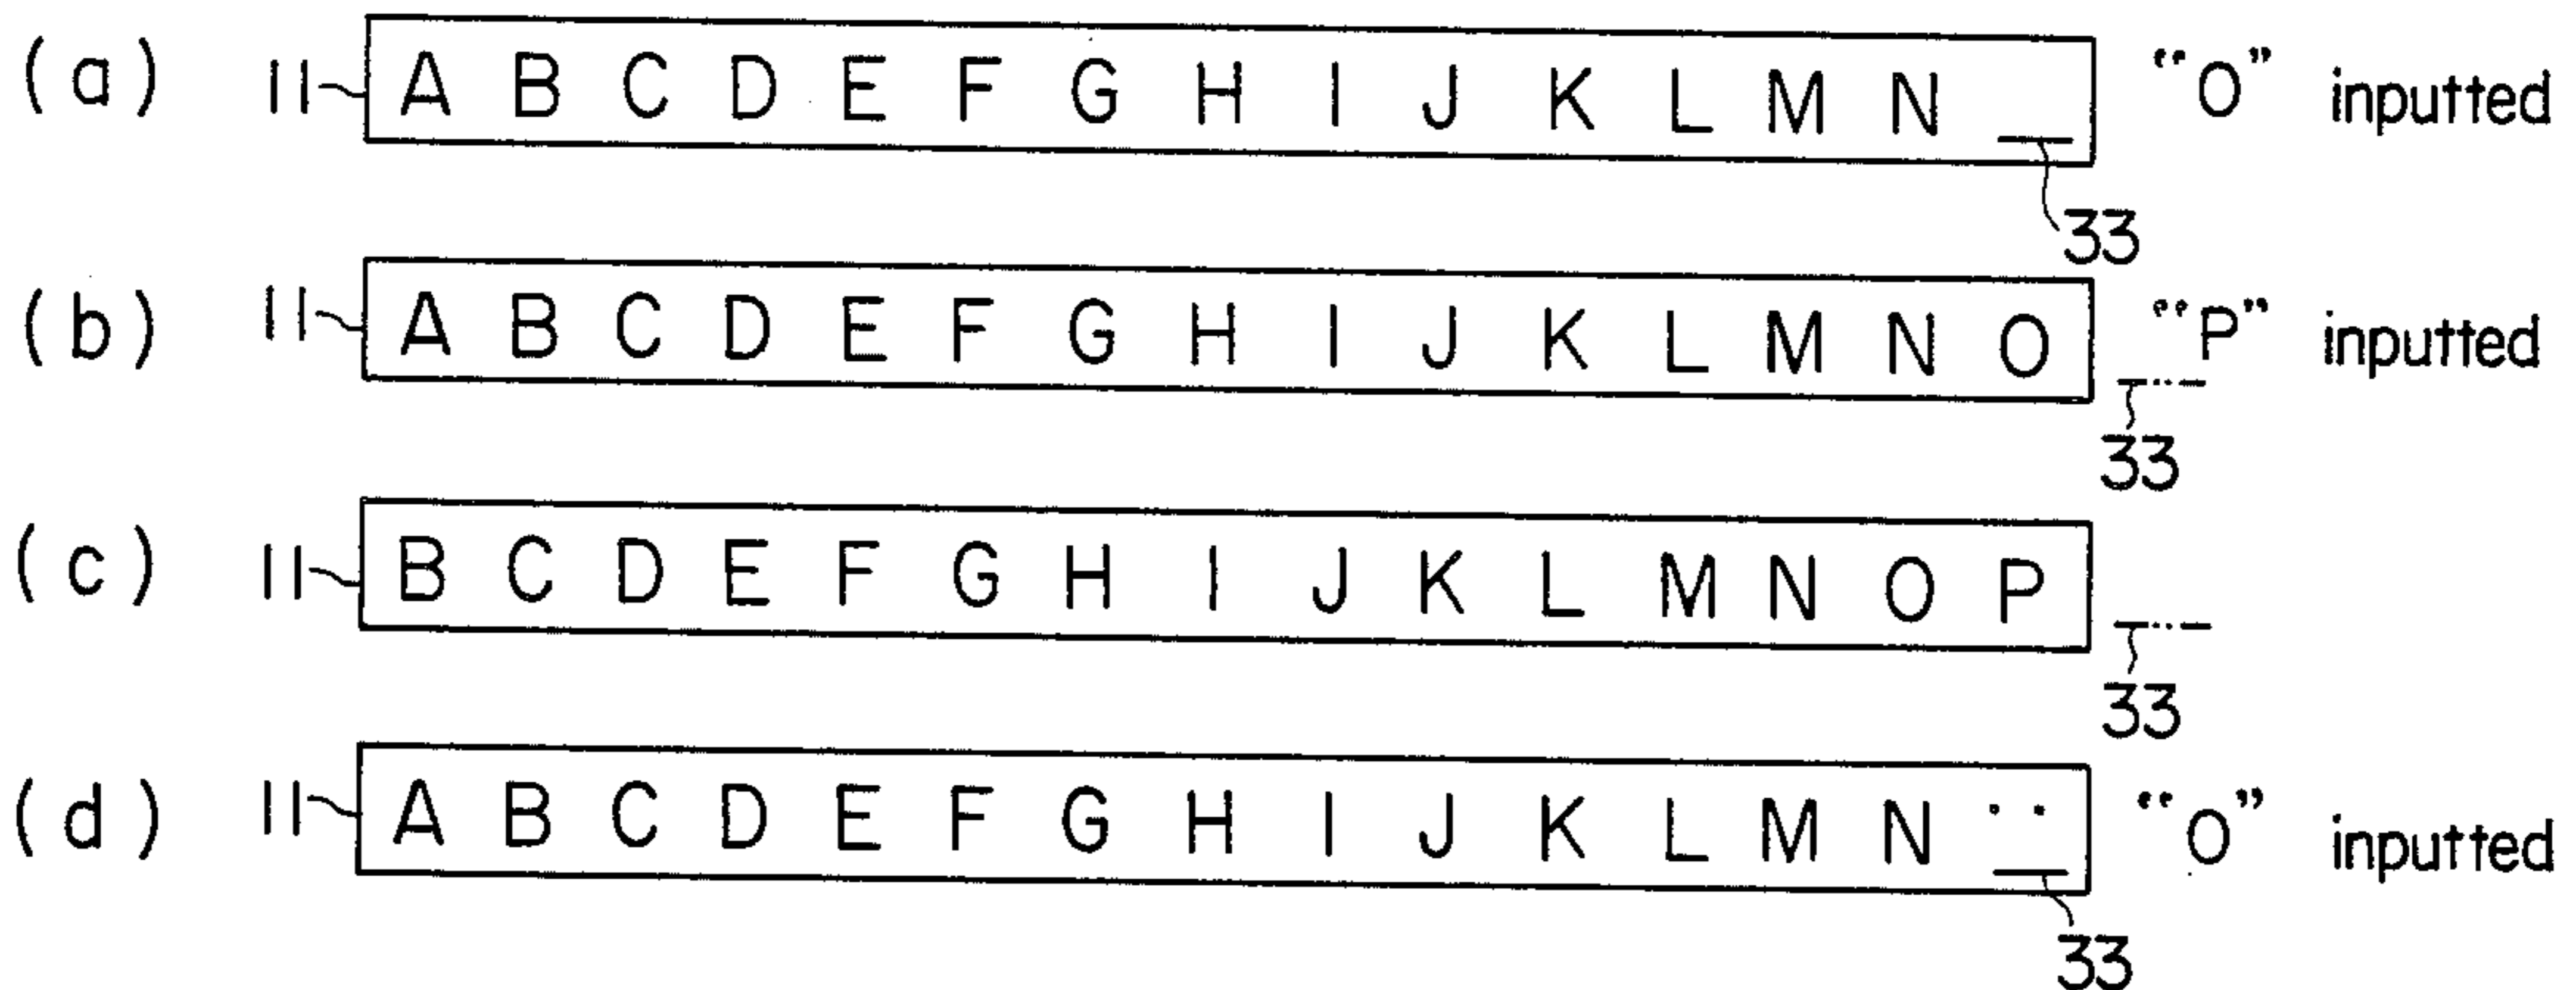 (a) 11 A B C D E F G H I J K L M N _ “O” inputted
33
(b) 11 A B C D E F G H I J K L M N O “P” inputted
33
(c) 11 B C D E F G H I J K L M N O P
33
(d) 11 A B C D E F G H I J K L M N ¨ “O” inputted
33